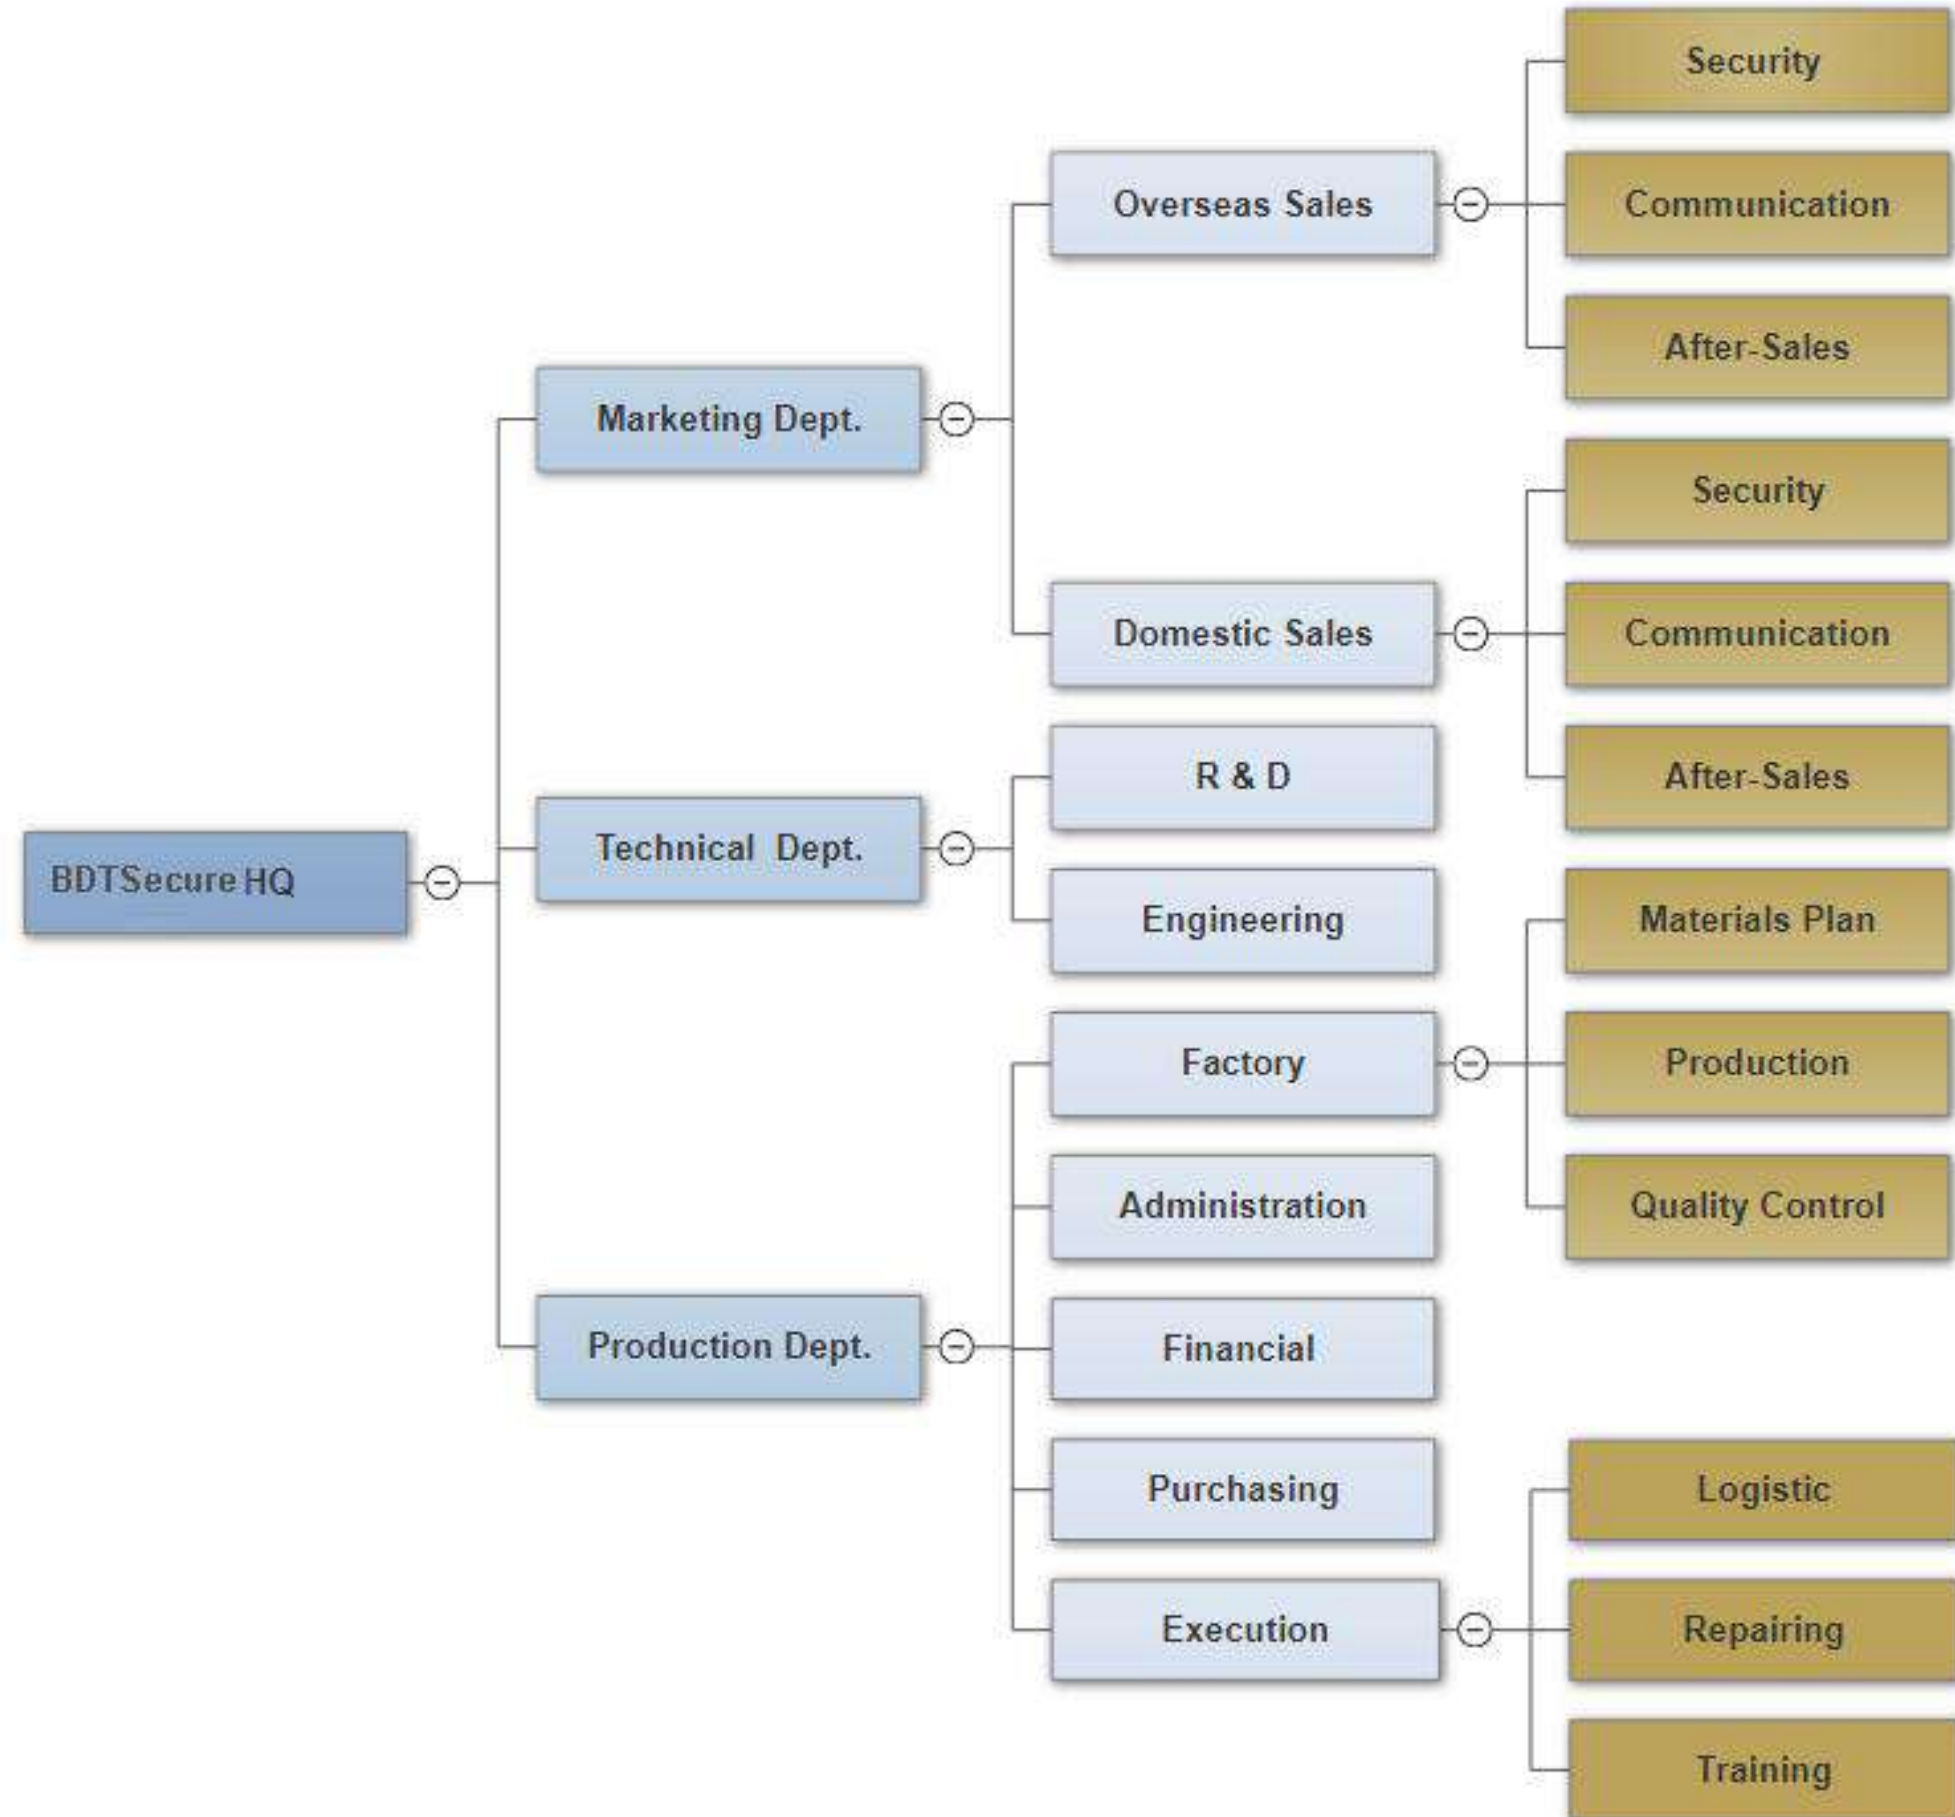 BDTSecure HQ
Marketing Dept.
Overseas Sales
Security
Communication
After-Sales
Domestic Sales
Security
Communication
After-Sales
Technical Dept.
R & D
Engineering
Production Dept.
Factory
Materials Plan
Production
Quality Control
Administration
Financial
Purchasing
Execution
Logistic
Repairing
Training